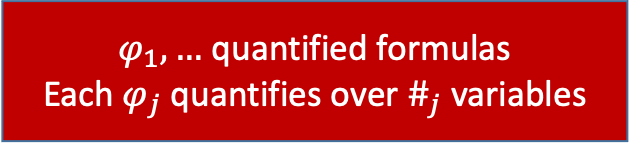 φ₁, ... quantified formulas
Each φⱼ quantifies over #ⱼ variables